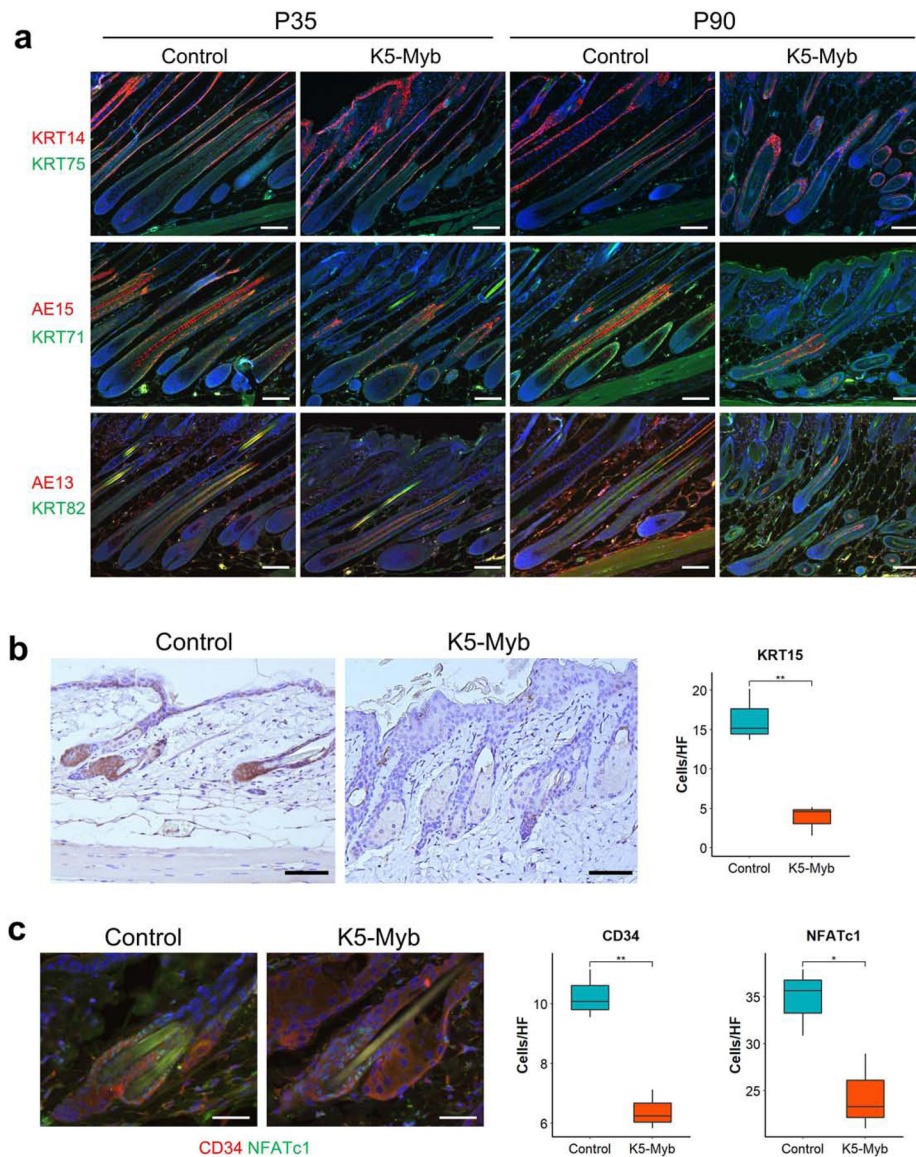 a
P35 P90
Control K5-Myb Control K5-Myb
KRT14
KRT75
AE15
KRT71
AE13
KRT82
b
Control K5-Myb
KRT15
**
Cells/HF
20
15
10
5
0
Control K5-Myb
c
Control K5-Myb
CD34 NFATc1
CD34
**
Cells/HF
10
8
6
Control K5-Myb
NFATc1
*
Cells/HF
35
30
25
Control K5-Myb